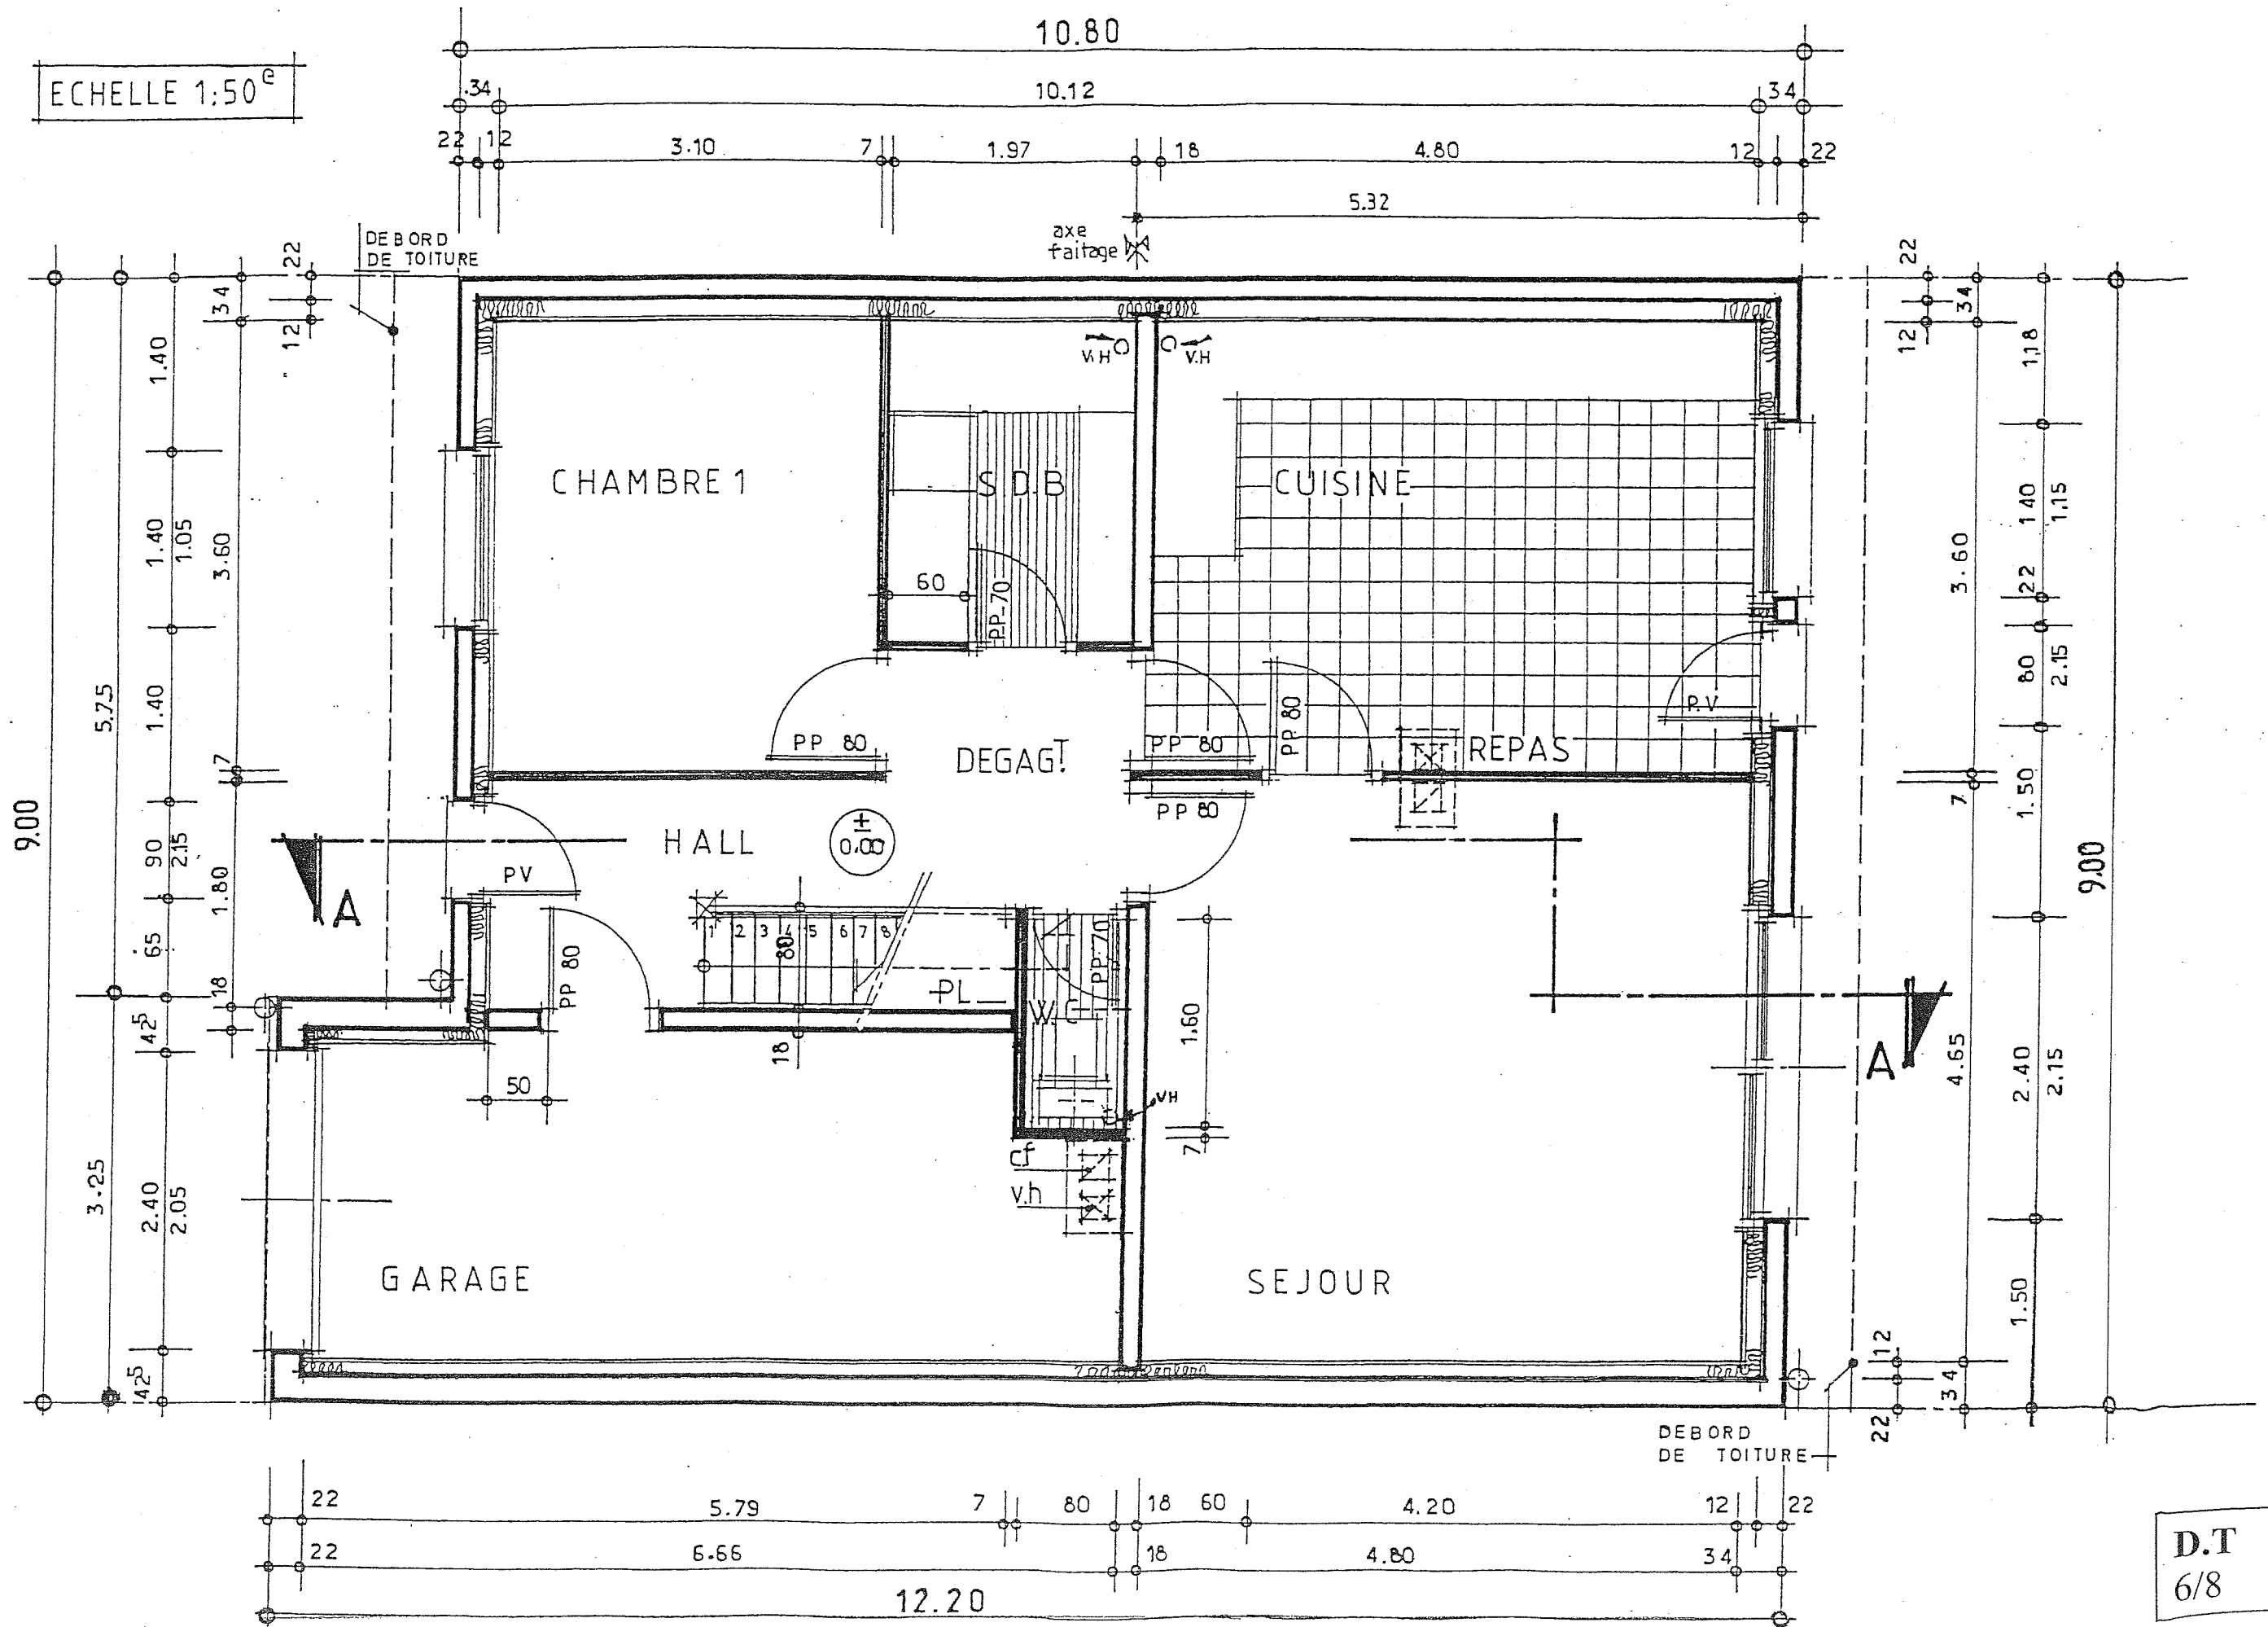 10.80
ECHELLE 1:50e
.34
10.12
34
22
12
3.10
7
1.97
18
4.80
12
22
5.32
axe
faitage
DEBORD
DE TOITURE
22
34
12
22
34
12
1.40
1.18
V.H
V.H
CHAMBRE 1
S.D.B
CUISINE
1.40
1.05
3.60
60
PP-70
3.60
140
1.15
22
80
2.15
5.75
1.40
PP 80
DEGAGT.
PP 80
PP 80
P.V
REPAS
7
7
1.50
9.00
9.00
PP 80
HALL
±
0.00
90
2.15
1.80
PV
A
65
1 2 3 4 5 6 7 8
80
PP 70
PP 80
PL
W.C
18
42⁵
18
1.60
A
4.65
2.40
2.15
50
VH
7
cf
v.h
3.25
2.40
2.05
GARAGE
SEJOUR
1.50
42⁵
12
34
22
DEBORD
DE TOITURE
22
5.79
7
80
18
60
4.20
12
22
22
6.66
18
4.80
34
12.20
D.T
6/8